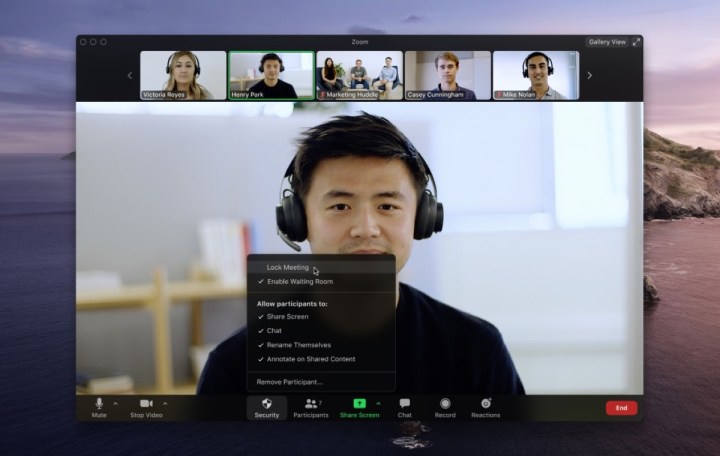 Zoom
Gallery View
Victoria Reyes
Henry Park
Marketing Huddle
Casey Cunningham
Mike Nolan
Lock Meeting
Enable Waiting Room
Allow participants to:
Share Screen
Chat
Rename Themselves
Annotate on Shared Content
Remove Participant...
7
Mute
Stop Video
Security
Participants
Share Screen
Chat
Record
Reactions
End